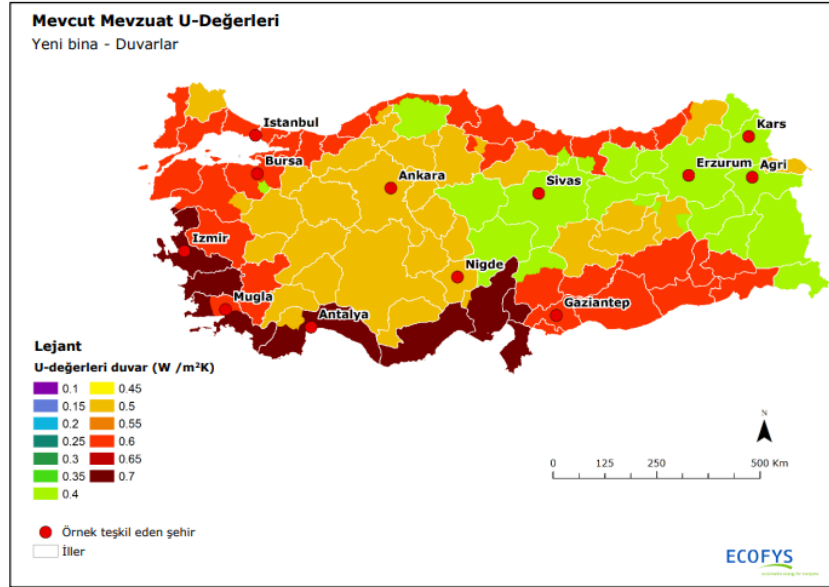 Mevcut Mevzuat U-Değerleri
Yeni bina - Duvarlar
Istanbul
Kars
Bursa
Erzurum
Agri
Ankara
Sivas
Izmir
Nigde
Mugla
Gaziantep
Antalya
Lejant
U-değerleri duvar (W /m²K)
0.1 0.45
0.15 0.5
0.2 0.55
0.25 0.6
0.3 0.65
0.35 0.7
0.4
N
0 125 250 500 Km
Örnek teşkil eden şehir
İller
ECOFYS